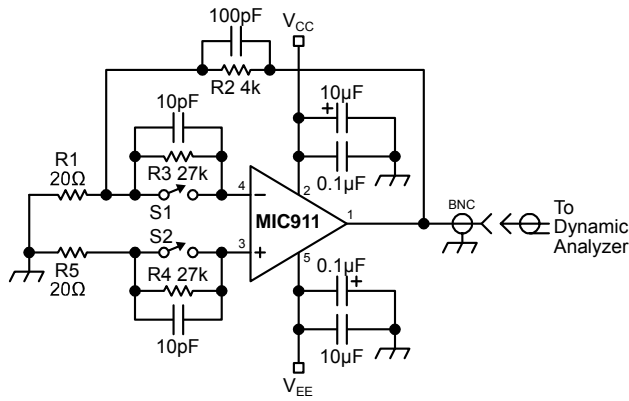 100pF
V_CC
R2 4k
10pF
10µF
+
R1
20Ω
R3 27k
0.1µF
2
4
−
S1
MIC911
1
BNC
To
Dynamic
Analyzer
S2
3
+
5
R5
20Ω
R4 27k
0.1µF
+
10pF
10µF
V_EE